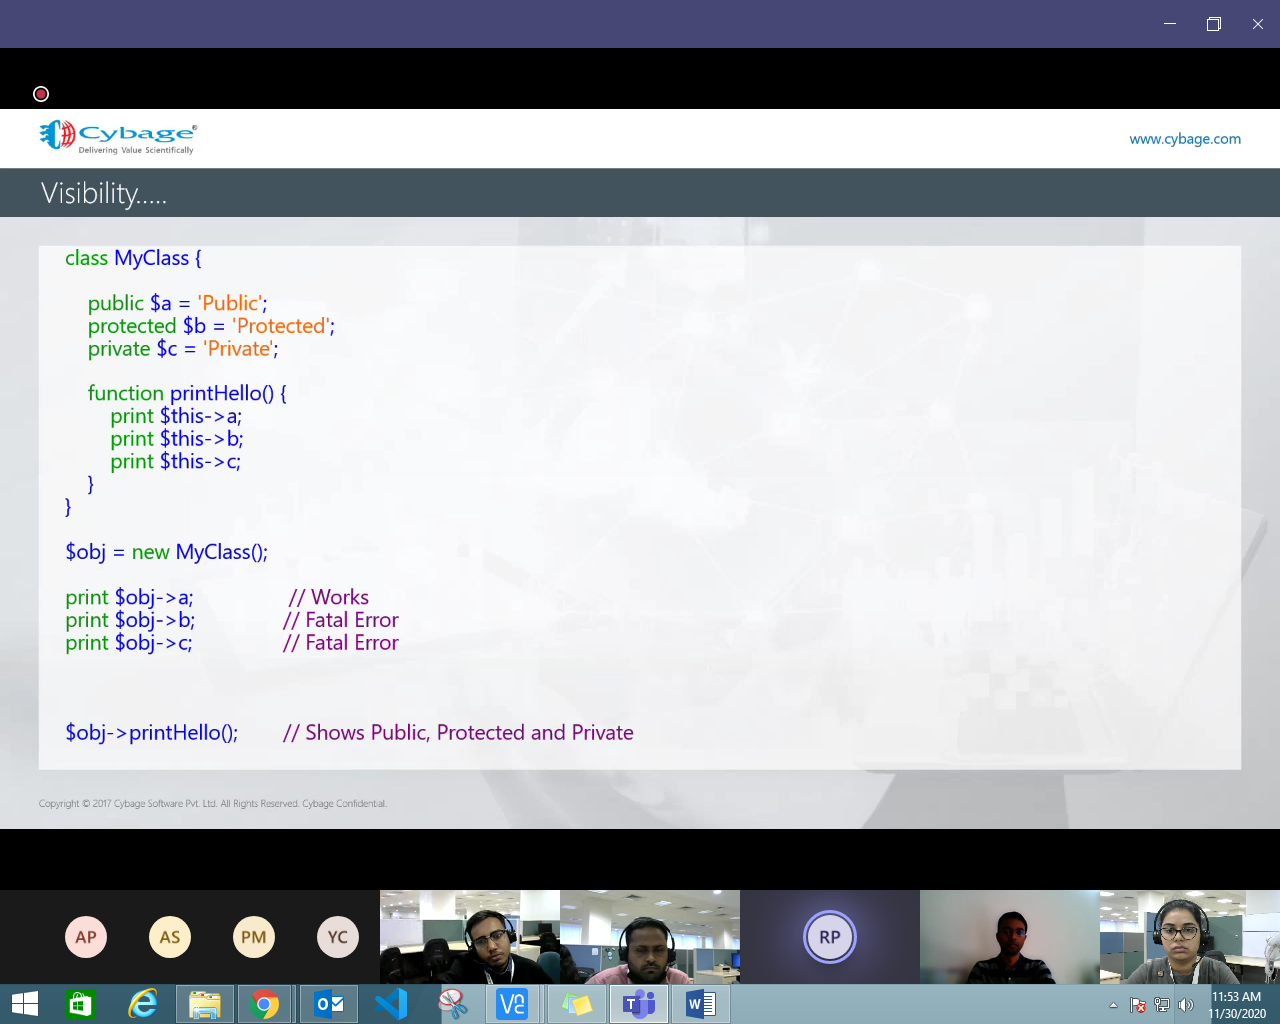 Cybage®
Delivering Value Scientifically
www.cybage.com
Visibility.....
class MyClass {
public $a = 'Public';
protected $b = 'Protected';
private $c = 'Private';
function printHello() {
print $this->a;
print $this->b;
print $this->c;
}
}
$obj = new MyClass();
print $obj->a; // Works
print $obj->b; // Fatal Error
print $obj->c; // Fatal Error
$obj->printHello(); // Shows Public, Protected and Private
Copyright © 2017 Cybage Software Pvt. Ltd. All Rights Reserved. Cybage Confidential.
AP AS PM YC RP
11:53 AM
11/30/2020